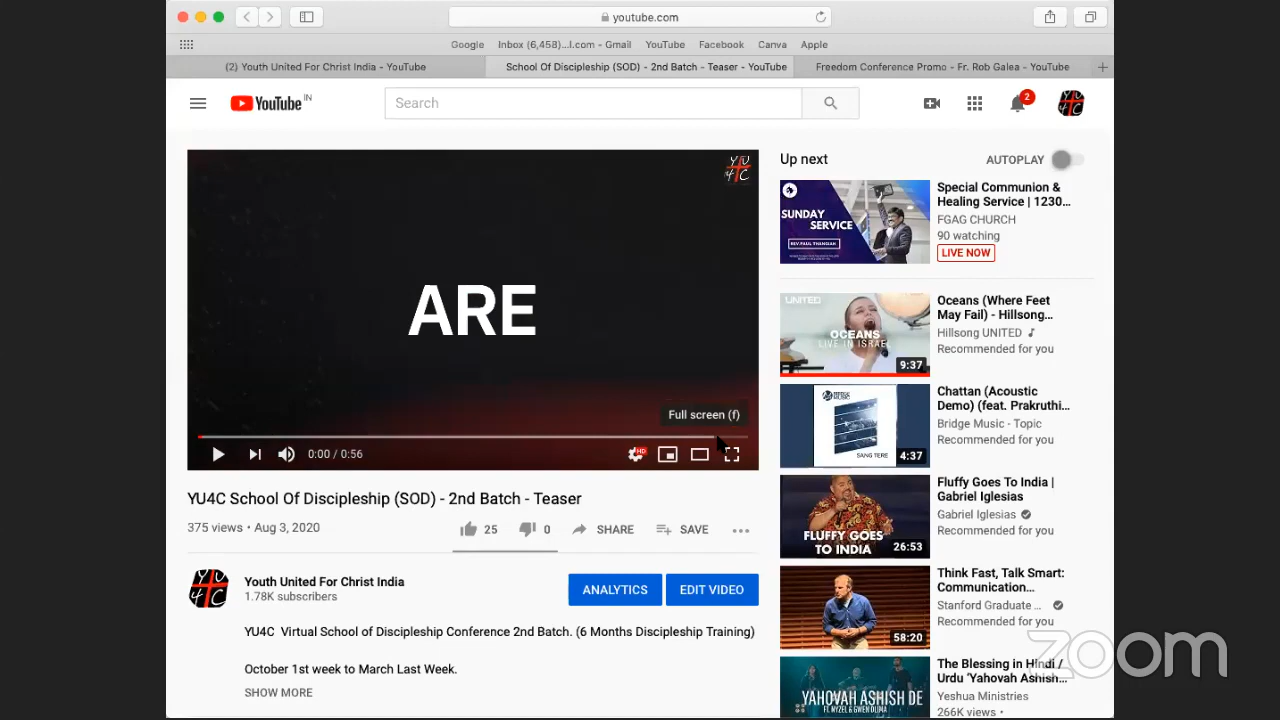 youtube.com
Google Inbox (6,458)...l.com - Gmail YouTube Facebook Canva Apple
(2) Youth United For Christ India - YouTube
School Of Discipleship (SOD) - 2nd Batch - Teaser - YouTube
Freedom Conference Promo - Fr. Rob Galea - YouTube
YouTube IN
Search
2
YU
4C
ARE
Full screen (f)
0:00 / 0:56
HD
YU4C School Of Discipleship (SOD) - 2nd Batch - Teaser
375 views • Aug 3, 2020
25
0
SHARE
SAVE
Youth United For Christ India
1.78K subscribers
ANALYTICS
EDIT VIDEO
YU4C Virtual School of Discipleship Conference 2nd Batch. (6 Months Discipleship Training)
October 1st week to March Last Week.
SHOW MORE
Up next
AUTOPLAY
SUNDAY
SERVICE
REV.PAUL THANGIAH
Special Communion &
Healing Service | 1230...
FGAG CHURCH
90 watching
LIVE NOW
UNITED
OCEANS
LIVE IN ISRAEL
9:37
Oceans (Where Feet
May Fail) - Hillsong...
Hillsong UNITED
Recommended for you
SANG TERE
4:37
Chattan (Acoustic
Demo) (feat. Prakruthi...
Bridge Music - Topic
Recommended for you
FLUFFY GOES
TO INDIA
26:53
Fluffy Goes To India |
Gabriel Iglesias
Gabriel Iglesias
Recommended for you
58:20
Think Fast, Talk Smart:
Communication...
Stanford Graduate ...
Recommended for you
YAHOVAH ASHISH DE
The Blessing in Hindi /
Urdu 'Yahovah Ashish...
Yeshua Ministries
266K views •
zoom